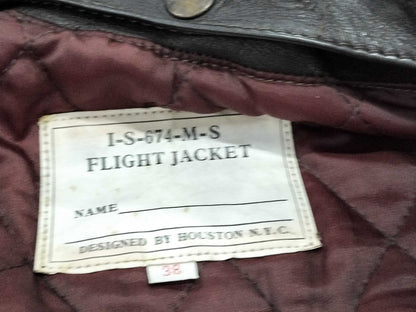 I-S-674-M-S
FLIGHT JACKET
NAME
DESIGNED BY HOUSTON N.Y.C.
38